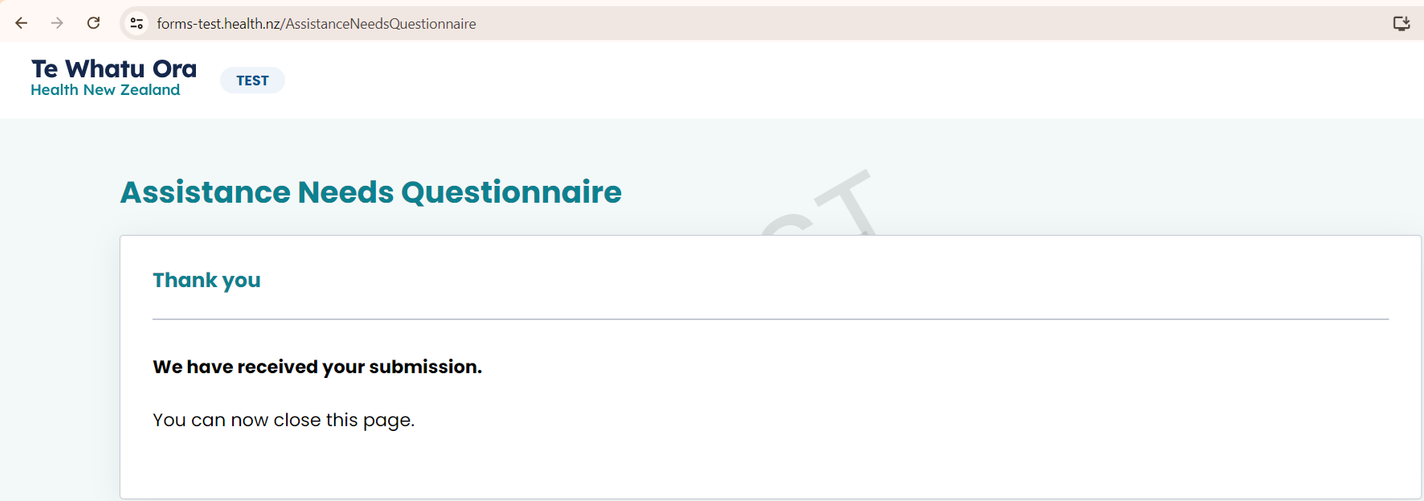 forms-test.health.nz/AssistanceNeedsQuestionnaire
Te Whatu Ora
Health New Zealand
TEST
Assistance Needs Questionnaire
Thank you
We have received your submission.
You can now close this page.